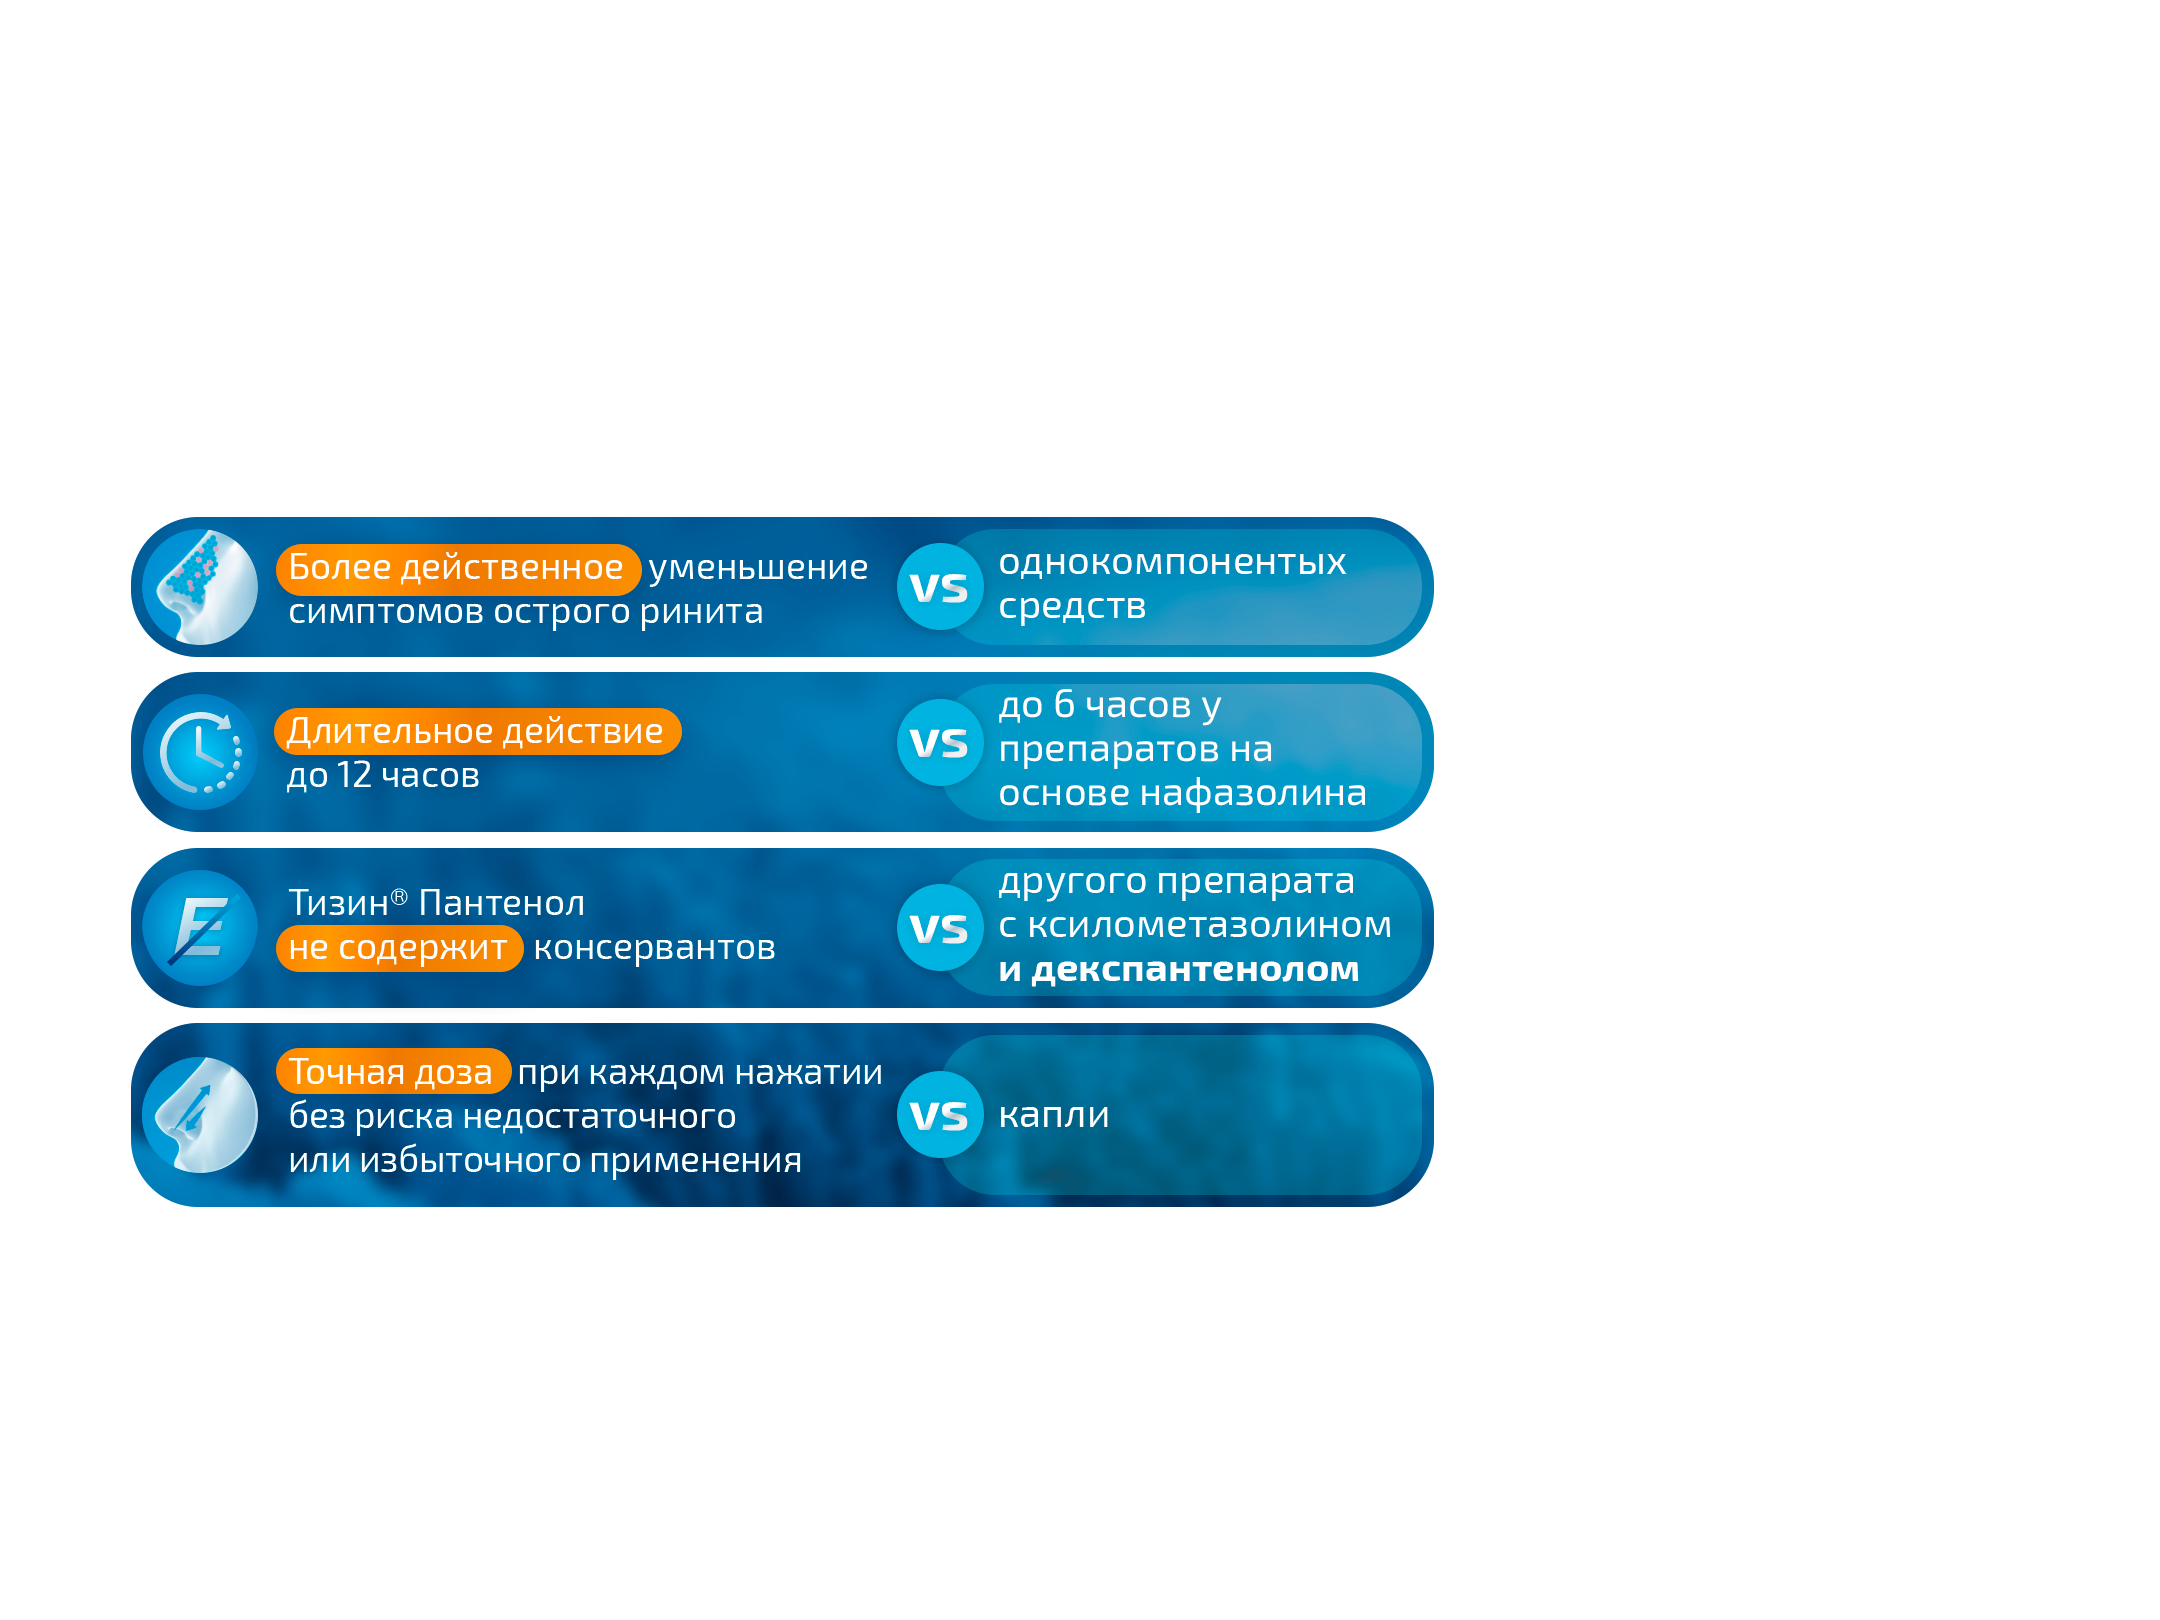 Более действенное уменьшение
симптомов острого ринита
VS
однокомпонентых
средств
Длительное действие
до 12 часов
VS
до 6 часов у
препаратов на
основе нафазолина
E
Тизин® Пантенол
не содержит консервантов
VS
другого препарата
с ксилометазолином
и декспантенолом
Точная доза при каждом нажатии
без риска недостаточного
или избыточного применения
VS
капли